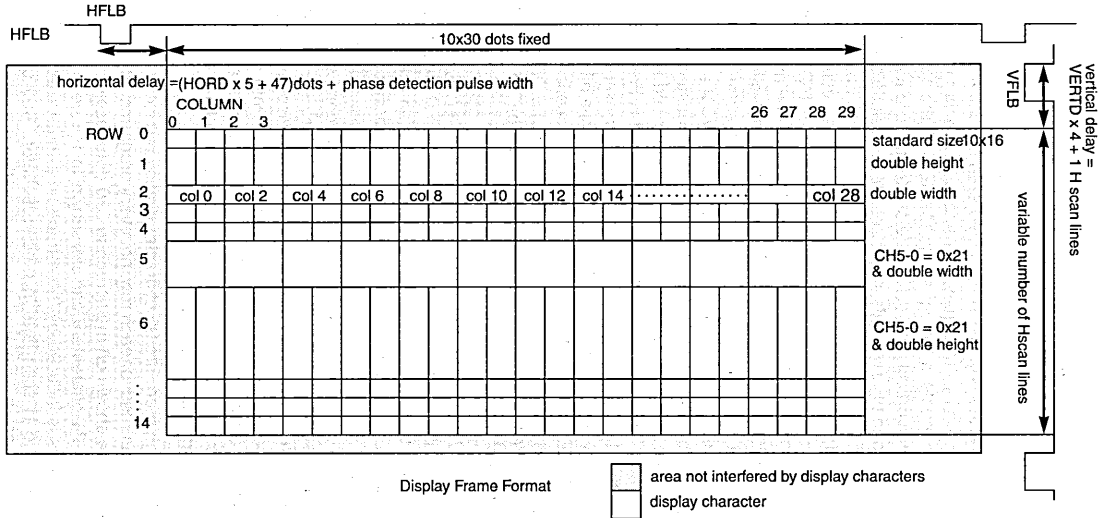 HFLB
HFLB
10x30 dots fixed
horizontal delay =(HORD x 5 + 47)dots + phase detection pulse width
COLUMN
0 1 2 3 26 27 28 29
ROW 0 standard size10x16
1 double height
2 col 0 col 2 col 4 col 6 col 8 col 10 col 12 col 14 ................... col 28 double width
3
4
5 CH5-0 = 0x21
& double width
6 CH5-0 = 0x21
& double height
14
VFLB
vertical delay =
VERTD x 4 + 1 H scan lines
variable number of Hscan lines
Display Frame Format
area not interfered by display characters
display character